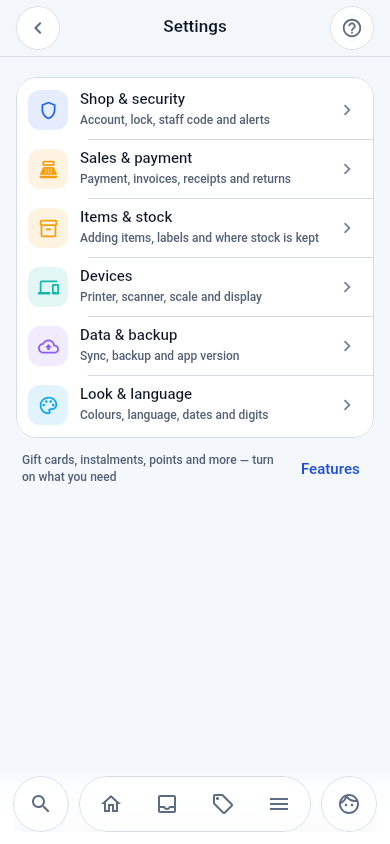 Settings
Shop & security
Account, lock, staff code and alerts
Sales & payment
Payment, invoices, receipts and returns
Items & stock
Adding items, labels and where stock is kept
Devices
Printer, scanner, scale and display
Data & backup
Sync, backup and app version
Look & language
Colours, language, dates and digits
Gift cards, instalments, points and more — turn
on what you need
Features